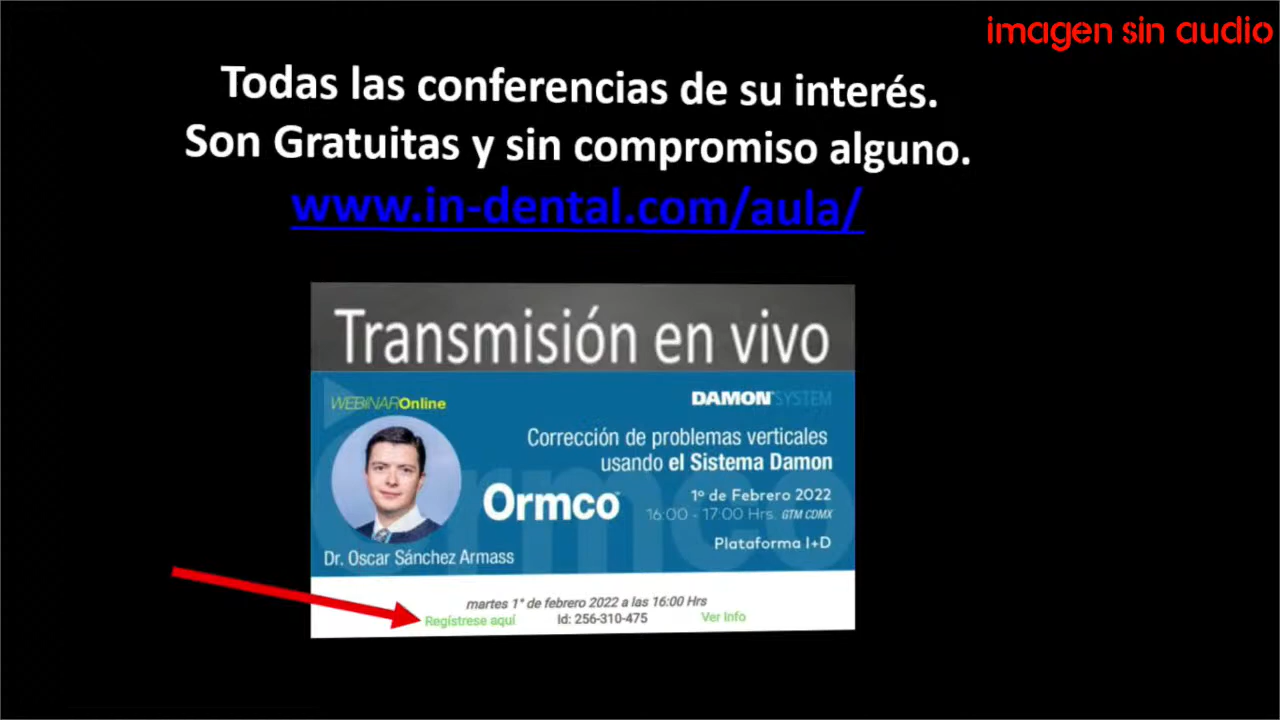 imagen sin audio
Todas las conferencias de su interés.
Son Gratuitas y sin compromiso alguno.
www.in-dental.com/aula/
Transmisión en vivo
WEBINAROnline
DAMON SYSTEM
Corrección de problemas verticales
usando el Sistema Damon
Ormco
1º de Febrero 2022
16:00 - 17:00 Hrs. GTM CDMX
Plataforma I+D
Dr. Oscar Sánchez Armass
martes 1° de febrero 2022 a las 16:00 Hrs
Regístrese aquí Id: 256-310-475 Ver Info